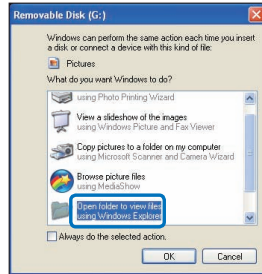 Removable Disk (G:)
Windows can perform the same action each time you insert
a disk or connect a device with this kind of file:
Pictures
What do you want Windows to do?
using Photo Printing Wizard
View a slideshow of the images
using Windows Picture and Fax Viewer
Copy pictures to a folder on my computer
using Microsoft Scanner and Camera Wizard
Browse picture files
using MediaShow
Open folder to view files
using Windows Explorer
Always do the selected action.
OK
Cancel